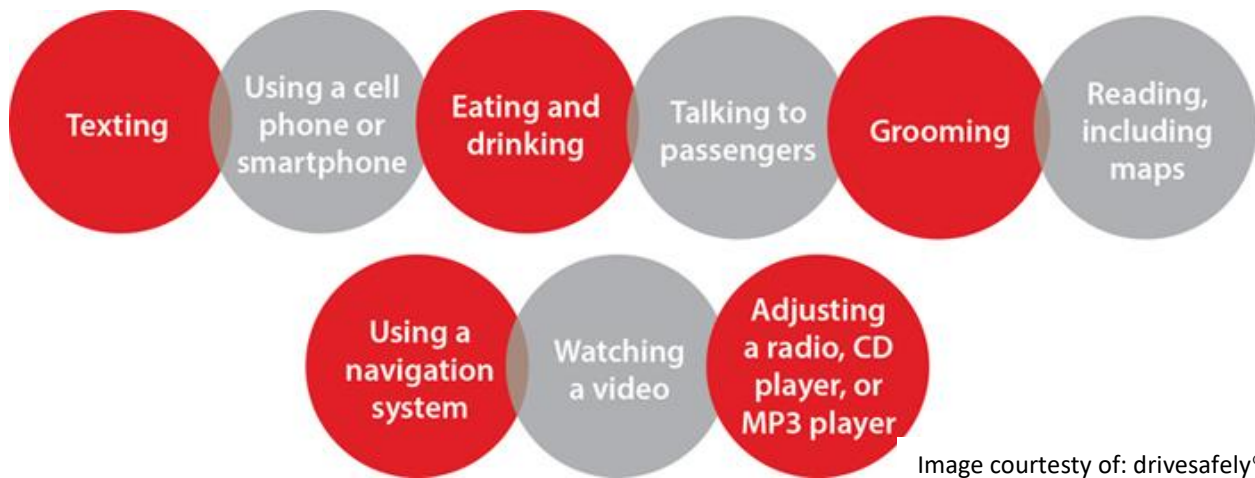 Texting
Using a cell
phone or
smartphone
Eating and
drinking
Talking to
passengers
Grooming
Reading,
including
maps
Using a
navigation
system
Watching
a video
Adjusting
a radio, CD
player, or
MP3 player
Image courtesty of: drivesafely